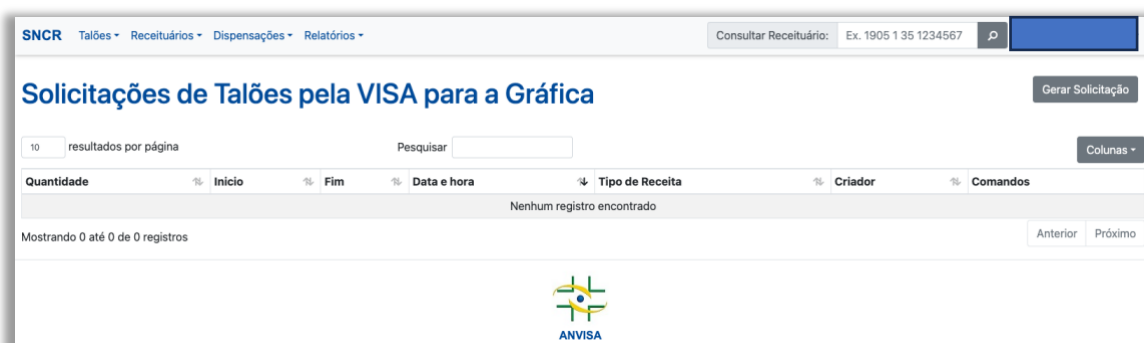 SNCR Talões Receituários Dispensações Relatórios Consultar Receituário: Ex. 1905 1 35 1234567
Solicitações de Talões pela VISA para a Gráfica Gerar Solicitação
10 resultados por página Pesquisar Colunas
Quantidade Inicio Fim Data e hora Tipo de Receita Criador Comandos
Nenhum registro encontrado
Mostrando 0 até 0 de 0 registros Anterior Próximo
ANVISA